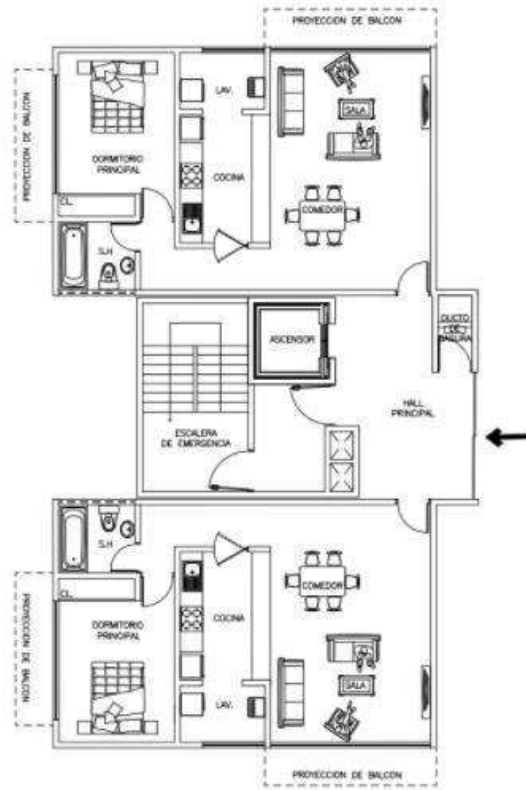 PROYECCION DE BALCON
PROYECCION DE BALCON
LAV.
SALA
DORMITORIO
PRINCIPAL
COCINA
CL.
COMEDOR
S.H
ASCENSOR
DUCTO
DE
BASURA
HALL
PRINCIPAL
ESCALERA
DE EMERGENCIA
S.H
CL.
COMEDOR
PROYECCION DE BALCON
DORMITORIO
PRINCIPAL
COCINA
SALA
LAV.
PROYECCION DE BALCON